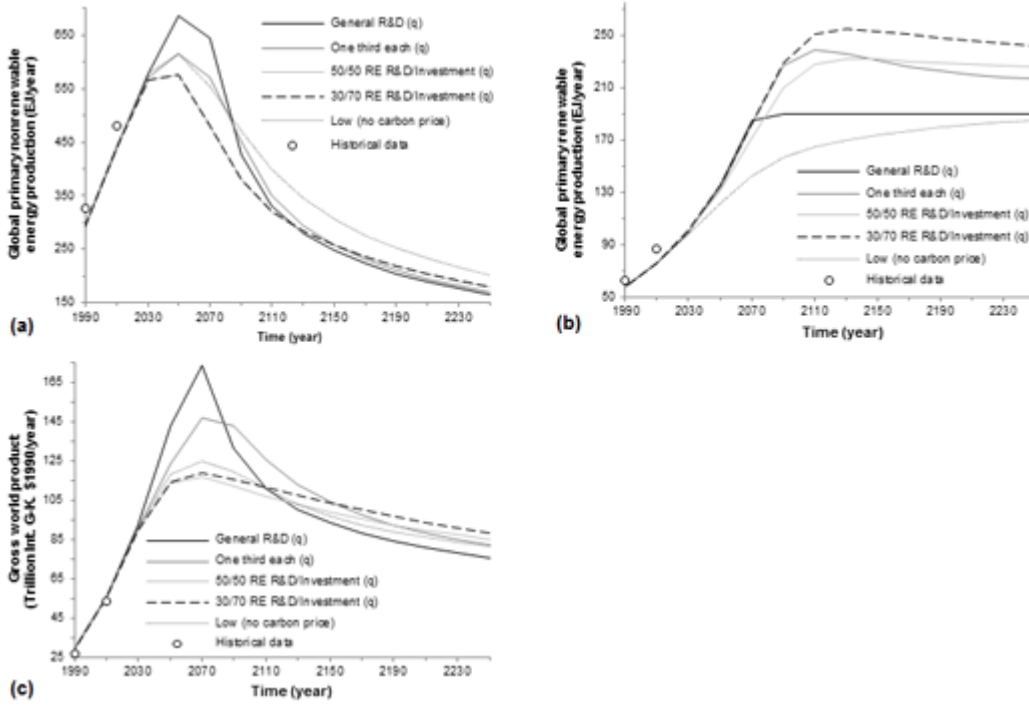 Global primary nonrenewable
energy production (EJ/year)
650
550
450
350
250
150
1990
2030
2070
2110
2150
2190
2230
Time (year)
General R&D (q)
One third each (q)
50/50 RE R&D/Investment (q)
30/70 RE R&D/Investment (q)
Low (no carbon price)
Historical data
(a)
Global primary renewable
energy production (EJ/year)
250
210
170
130
90
50
1990
2030
2070
2110
2150
2190
2230
Time (year)
General R&D (q)
One third each (q)
50/50 RE R&D/Investment (q)
30/70 RE R&D/Investment (q)
Low (no carbon price)
Historical data
(b)
Gross world product
(Trillion Int. G-K. $1990/year)
165
145
125
105
85
65
45
25
1990
2030
2070
2110
2150
2190
2230
Time (year)
General R&D (q)
One third each (q)
50/50 RE R&D/Investment (q)
30/70 RE R&D/Investment (q)
Low (no carbon price)
Historical data
(c)